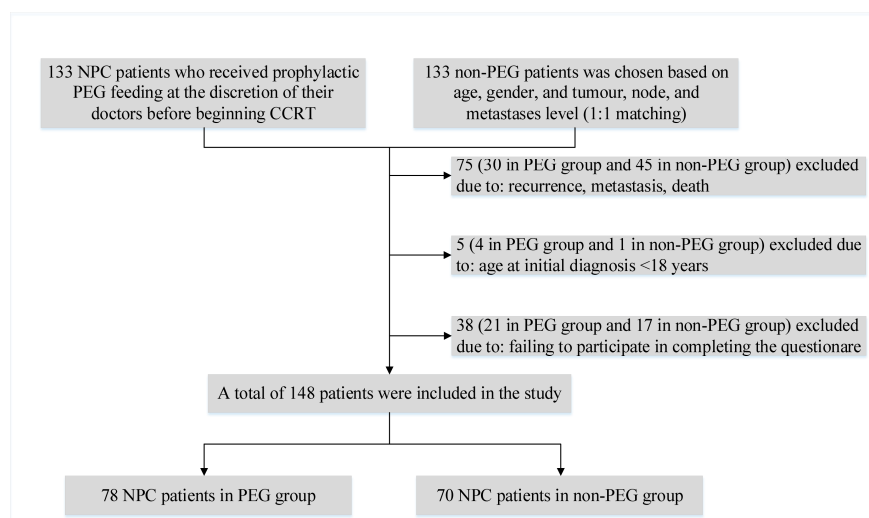 133 NPC patients who received prophylactic
PEG feeding at the discretion of their
doctors before beginning CCRT
133 non-PEG patients was chosen based on
age, gender, and tumour, node, and
metastases level (1:1 matching)
75 (30 in PEG group and 45 in non-PEG group) excluded
due to: recurrence, metastasis, death
5 (4 in PEG group and 1 in non-PEG group) excluded due
to: age at initial diagnosis <18 years
38 (21 in PEG group and 17 in non-PEG group) excluded
due to: failing to participate in completing the questionare
A total of 148 patients were included in the study
78 NPC patients in PEG group
70 NPC patients in non-PEG group